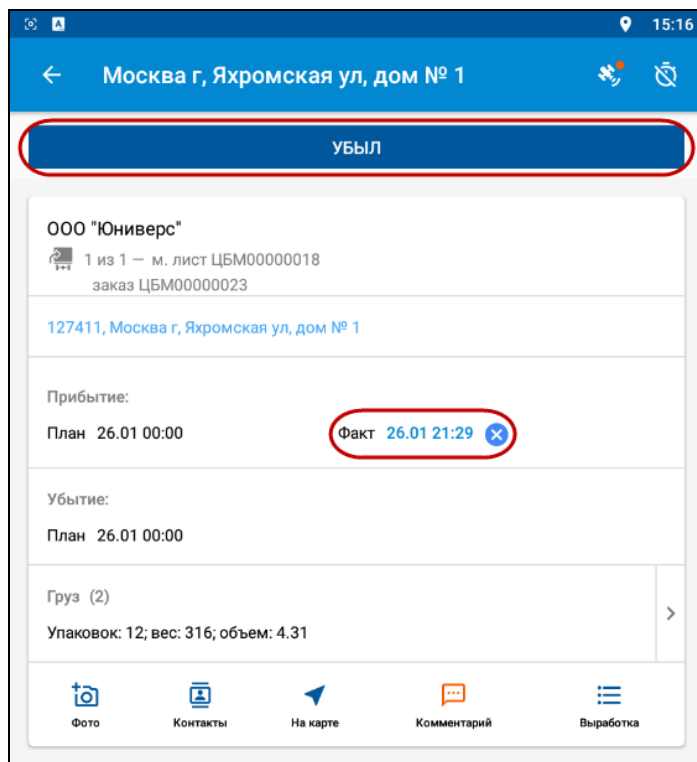 A 15:16
Москва г, Яхромская ул, дом № 1
УБЫЛ
ООО "Юниверс"
1 из 1 — м. лист ЦБМ00000018
заказ ЦБМ00000023
127411, Москва г, Яхромская ул, дом № 1
Прибытие:
План 26.01 00:00 Факт 26.01 21:29
Убытие:
План 26.01 00:00
Груз (2)
Упаковок: 12; вес: 316; объем: 4.31
Фото Контакты На карте Комментарий Выработка